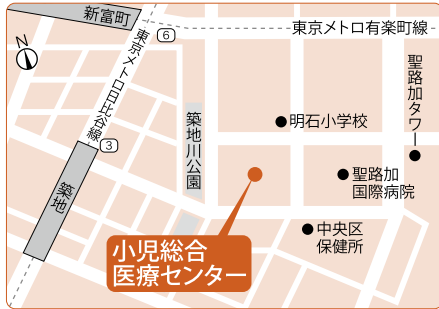 新富町
6
東京メトロ有楽町線
N
東京メトロ日比谷線
聖路加タワー
明石小学校
築地川公園
3
聖路加
国際病院
築地
中央区
保健所
小児総合
医療センター